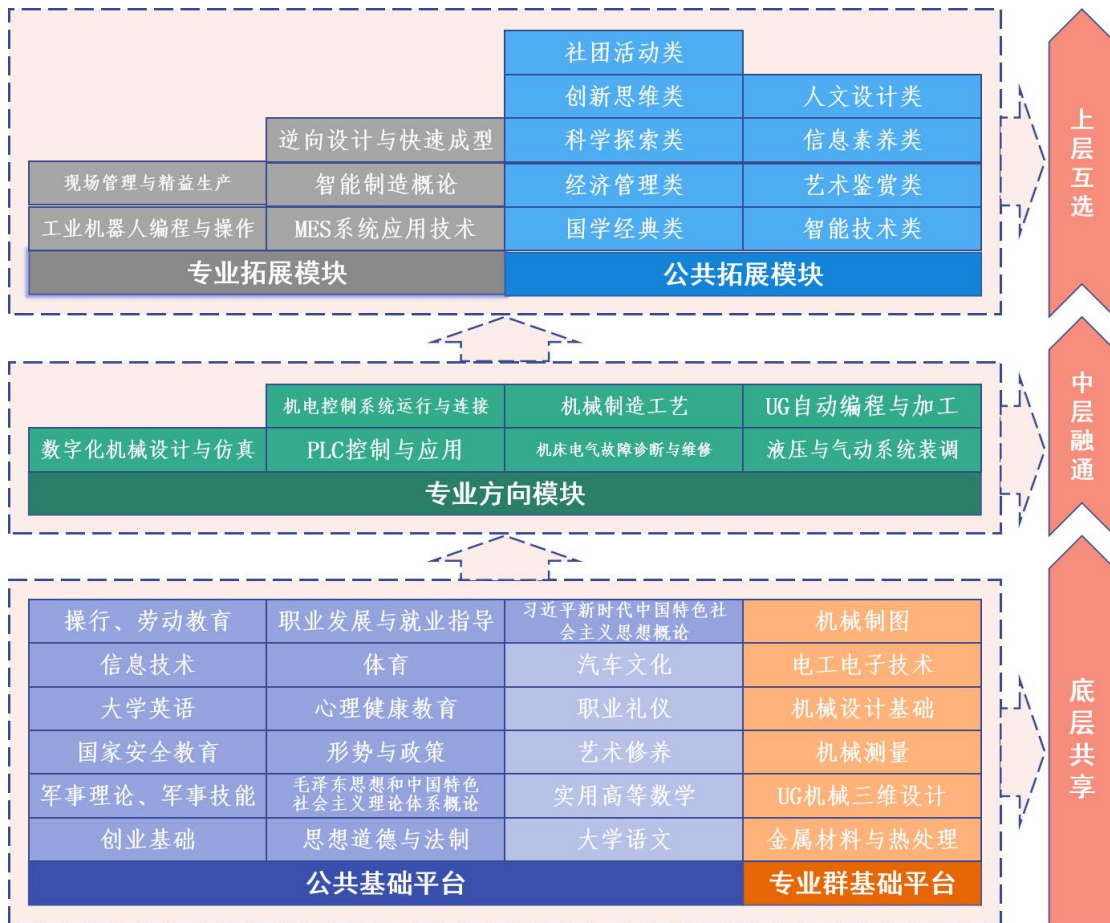 社团活动类
创新思维类
人文设计类
逆向设计与快速成型
科学探索类
信息素养类
现场管理与精益生产
智能制造概论
经济管理类
艺术鉴赏类
工业机器人编程与操作
MES系统应用技术
国学经典类
智能技术类
专业拓展模块
公共拓展模块
上层互选
机电控制系统运行与连接
机械制造工艺
UG自动编程与加工
数字化机械设计与仿真
PLC控制与应用
机床电气故障诊断与维修
液压与气动系统装调
专业方向模块
中层融通
操行、劳动教育
职业发展与就业指导
习近平新时代中国特色社
会主义思想概论
机械制图
信息技术
体育
汽车文化
电工电子技术
大学英语
心理健康教育
职业礼仪
机械设计基础
国家安全教育
形势与政策
艺术修养
机械测量
军事理论、军事技能
毛泽东思想和中国特色
社会主义理论体系概论
实用高等数学
UG机械三维设计
创业基础
思想道德与法制
大学语文
金属材料与热处理
公共基础平台
专业群基础平台
底层共享